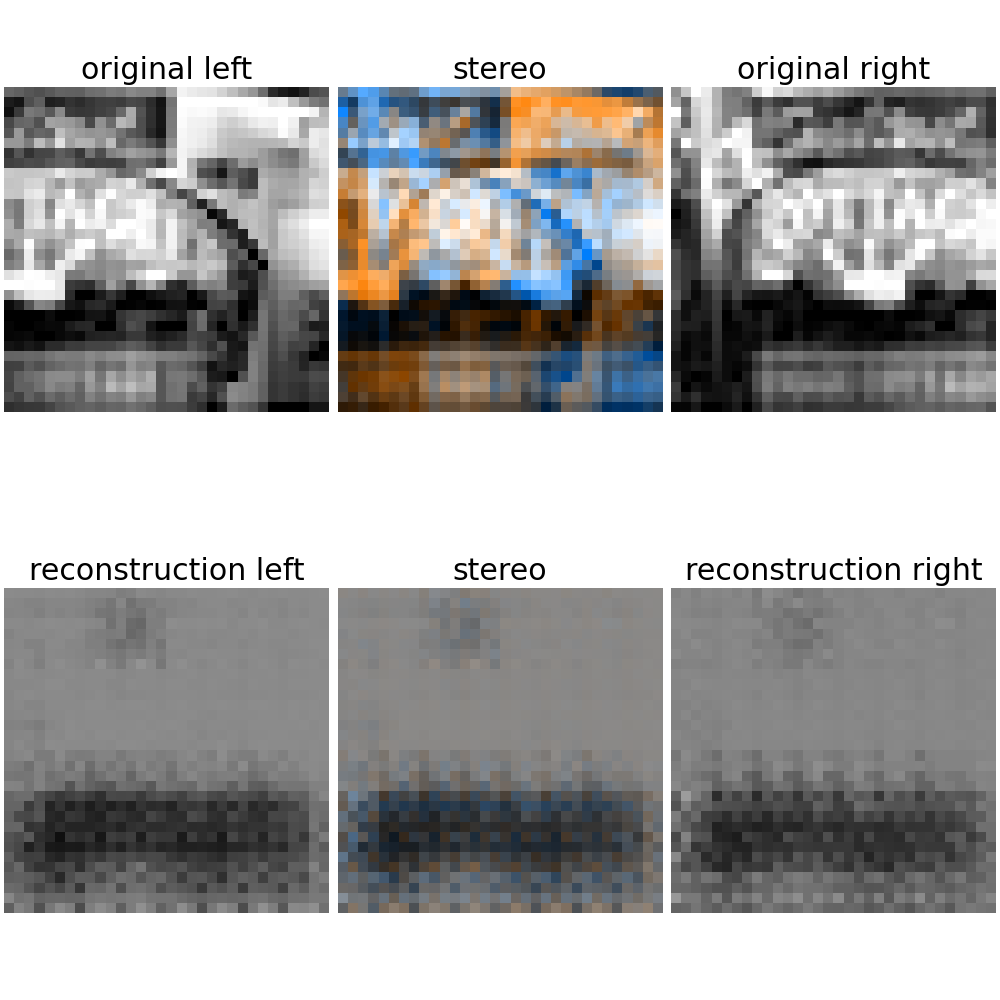 original left
stereo
original right
reconstruction left
stereo
reconstruction right